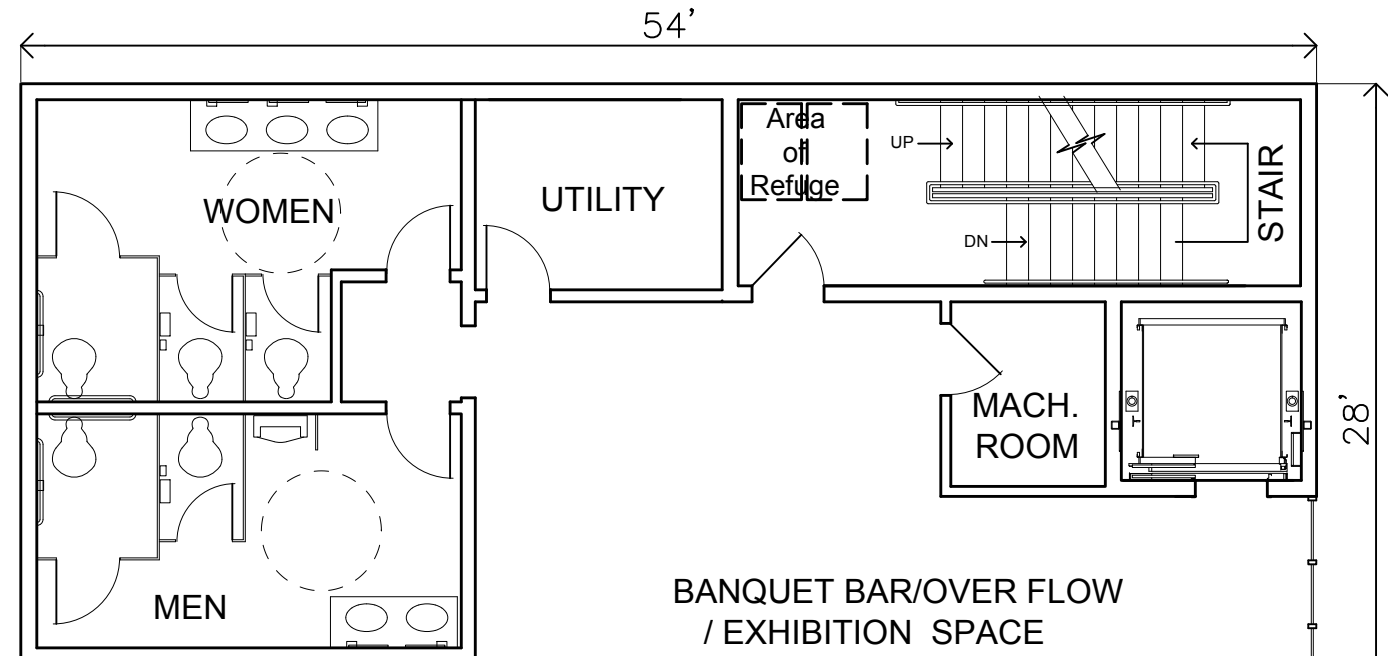 54’
Area
of
Refuge
UP
WOMEN
UTILITY
STAIR
DN
MACH.
ROOM
28’
MEN
BANQUET BAR/OVER FLOW
/ EXHIBITION SPACE